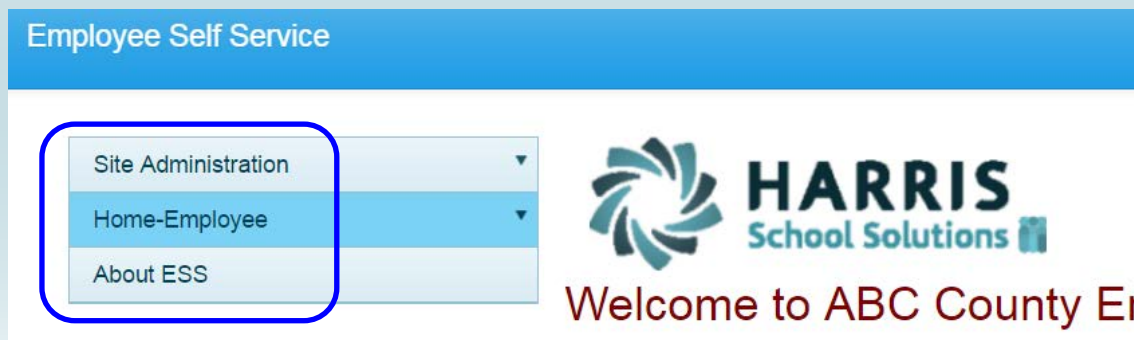 Employee Self Service
Site Administration
Home-Employee
About ESS
HARRIS
School Solutions
Welcome to ABC County